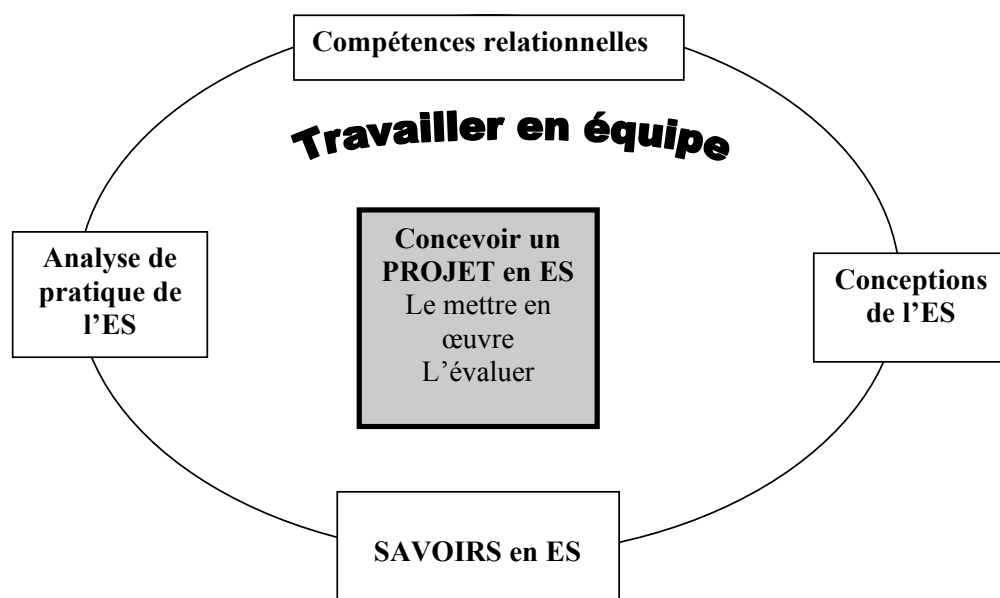 Compétences relationnelles
Travailler en équipe
Analyse de
pratique de
l’ES
Concevoir un
PROJET en ES
Le mettre en
œuvre
L’évaluer
Conceptions
de l’ES
SAVOIRS en ES